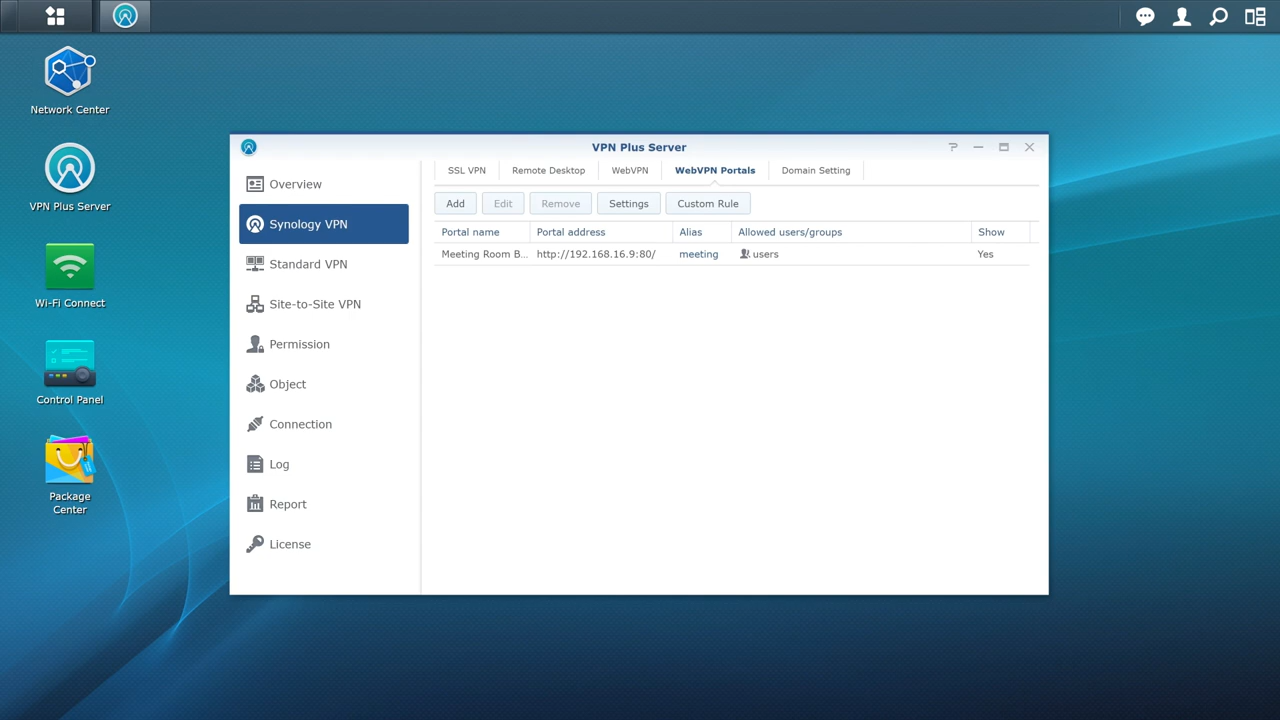 Network Center
VPN Plus Server
Wi-Fi Connect
Control Panel
Package
Center
VPN Plus Server
Overview
Synology VPN
Standard VPN
Site-to-Site VPN
Permission
Object
Connection
Log
Report
License
SSL VPN
Remote Desktop
WebVPN
WebVPN Portals
Domain Setting
Add
Edit
Remove
Settings
Custom Rule
Portal name Portal address Alias Allowed users/groups Show
Meeting Room B... http://192.168.16.9:80/ meeting users Yes